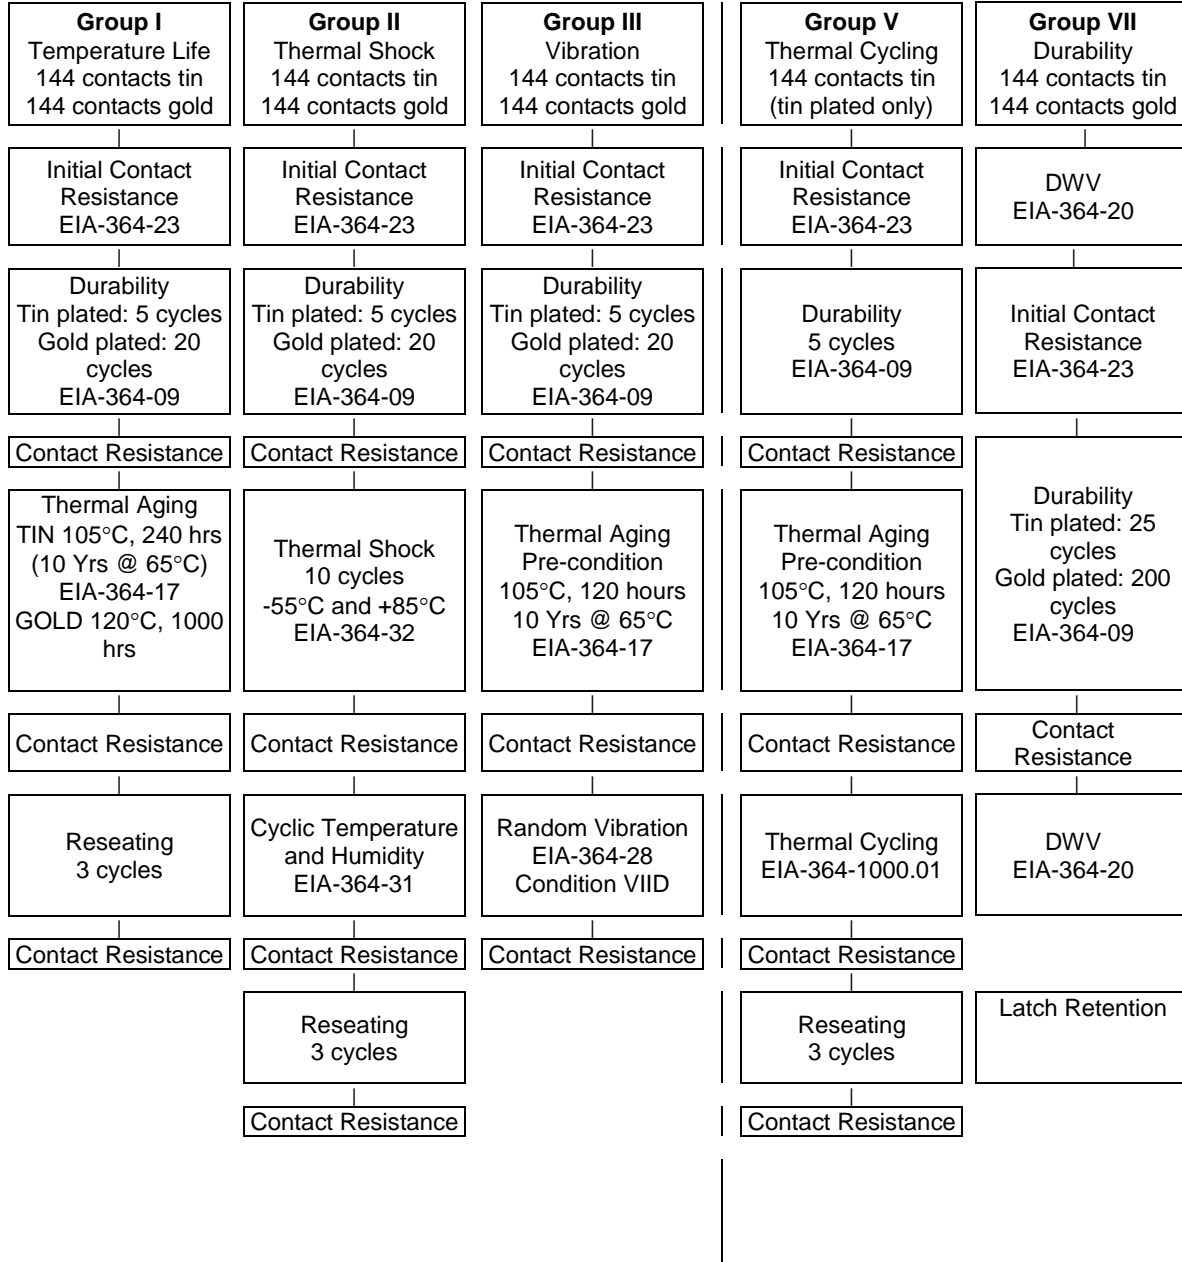 Group I
Temperature Life
144 contacts tin
144 contacts gold
Initial Contact
Resistance
EIA-364-23
Durability
Tin plated: 5 cycles
Gold plated: 20
cycles
EIA-364-09
Contact Resistance
Thermal Aging
TIN 105°C, 240 hrs
(10 Yrs @ 65°C)
EIA-364-17
GOLD 120°C, 1000
hrs
Contact Resistance
Reseating
3 cycles
Contact Resistance
Group II
Thermal Shock
144 contacts tin
144 contacts gold
Initial Contact
Resistance
EIA-364-23
Durability
Tin plated: 5 cycles
Gold plated: 20
cycles
EIA-364-09
Contact Resistance
Thermal Shock
10 cycles
-55°C and +85°C
EIA-364-32
Contact Resistance
Cyclic Temperature
and Humidity
EIA-364-31
Contact Resistance
Reseating
3 cycles
Contact Resistance
Group III
Vibration
144 contacts tin
144 contacts gold
Initial Contact
Resistance
EIA-364-23
Durability
Tin plated: 5 cycles
Gold plated: 20
cycles
EIA-364-09
Contact Resistance
Thermal Aging
Pre-condition
105°C, 120 hours
10 Yrs @ 65°C
EIA-364-17
Contact Resistance
Random Vibration
EIA-364-28
Condition VIID
Contact Resistance
Group V
Thermal Cycling
144 contacts tin
(tin plated only)
Initial Contact
Resistance
EIA-364-23
Durability
5 cycles
EIA-364-09
Contact Resistance
Thermal Aging
Pre-condition
105°C, 120 hours
10 Yrs @ 65°C
EIA-364-17
Contact Resistance
Thermal Cycling
EIA-364-1000.01
Contact Resistance
Reseating
3 cycles
Contact Resistance
Group VII
Durability
144 contacts tin
144 contacts gold
DWV
EIA-364-20
Initial Contact
Resistance
EIA-364-23
Durability
Tin plated: 25
cycles
Gold plated: 200
cycles
EIA-364-09
Contact
Resistance
DWV
EIA-364-20
Latch Retention